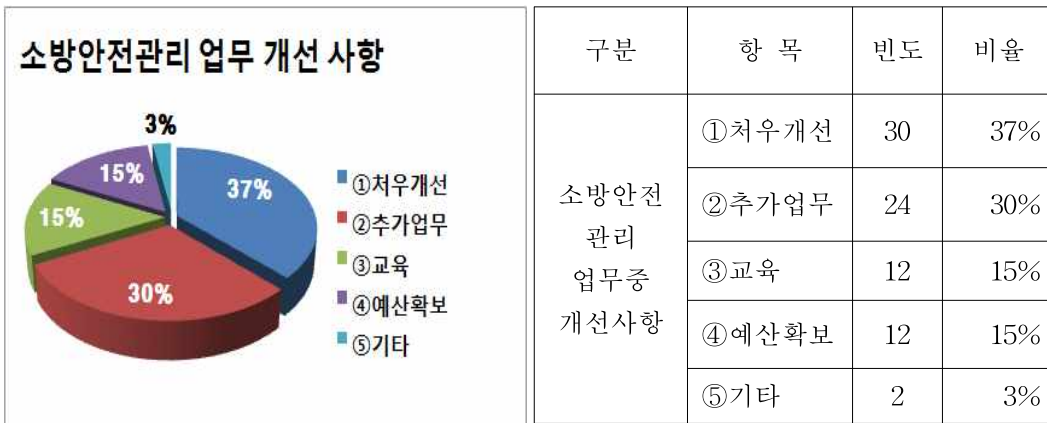 소방안전관리 업무 개선 사항
3%
15%
37%
15%
30%
①처우개선
②추가업무
③교육
④예산확보
⑤기타
구분 항 목 빈도 비율
소방안전
관리
업무중
개선사항
①처우개선 30 37%
②추가업무 24 30%
③교육 12 15%
④예산확보 12 15%
⑤기타 2 3%